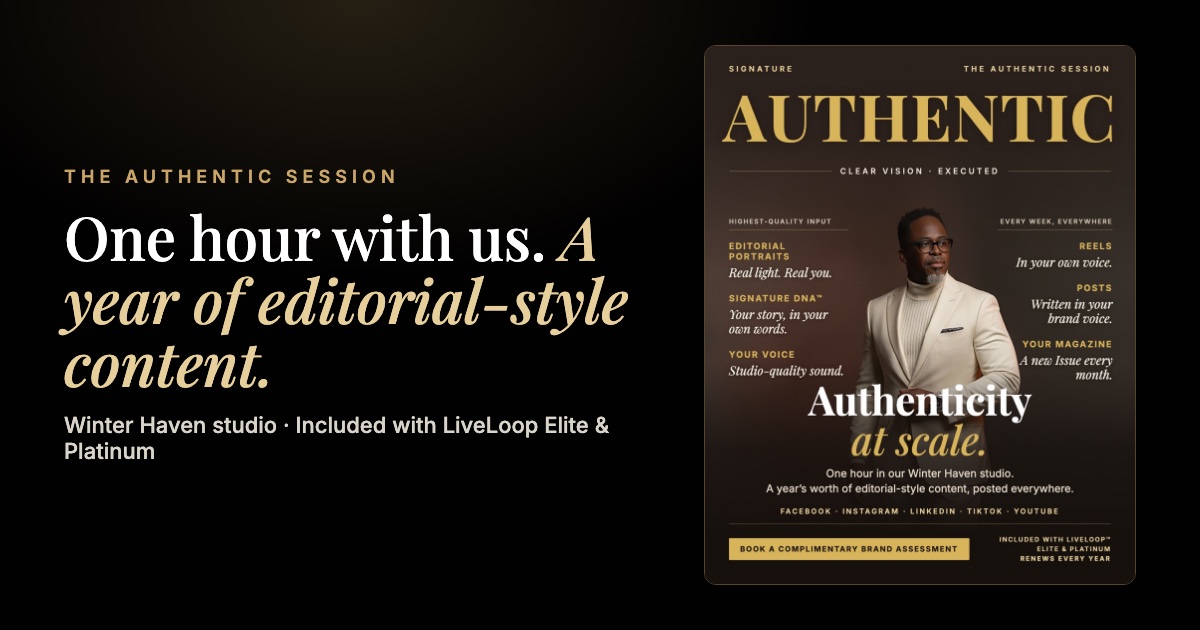 THE AUTHENTIC SESSION
One hour with us. A
year of editorial-style
content.
Winter Haven studio · Included with LiveLoop Elite &
Platinum
SIGNATURE
THE AUTHENTIC SESSION
AUTHENTIC
CLEAR VISION · EXECUTED
HIGHEST-QUALITY INPUT
EDITORIAL
PORTRAITS
Real light. Real you.
SIGNATURE DNA™
Your story, in your
own words.
YOUR VOICE
Studio-quality sound.
EVERY WEEK, EVERYWHERE
REELS
In your own voice.
POSTS
Written in your
brand voice.
YOUR MAGAZINE
A new Issue every
month.
Authenticity
at scale.
One hour in our Winter Haven studio.
A year's worth of editorial-style content, posted everywhere.
FACEBOOK · INSTAGRAM · LINKEDIN · TIKTOK · YOUTUBE
BOOK A COMPLIMENTARY BRAND ASSESSMENT
INCLUDED WITH LIVELOOP™
ELITE & PLATINUM
RENEWS EVERY YEAR